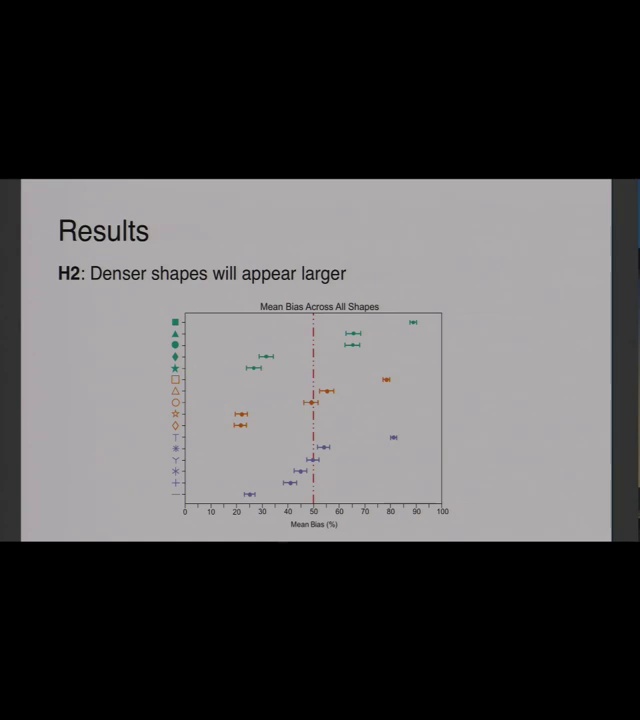 Results
H2: Denser shapes will appear larger
Mean Bias Across All Shapes
0 10 20 30 40 50 60 70 80 90 100
Mean Bias (%)